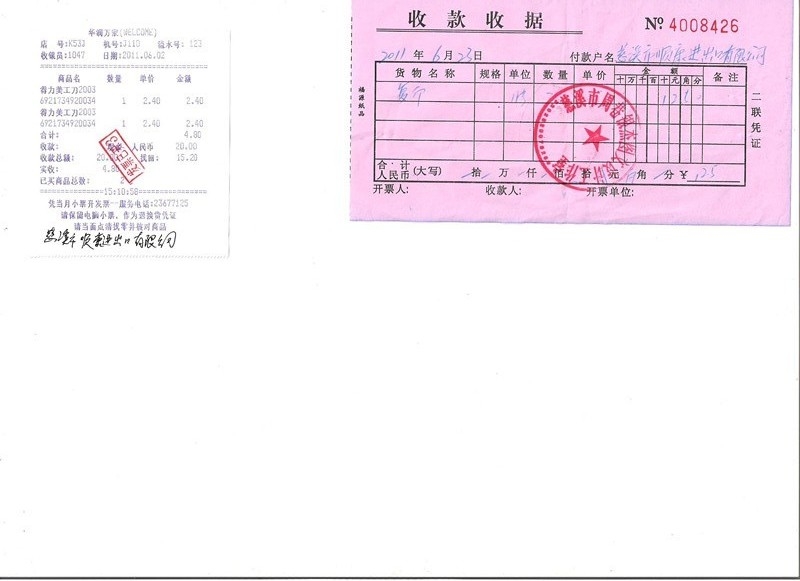 华润万家(WELCOME)
店 号:K533 机号:J110 流水号: 123
收银员:1047 日期:2011.06.02
商品名 数量 单价 金额
得力美工刀2003
6921734920034 1 2.40 2.40
得力美工刀2003
6921734920034 1 2.40 2.40
合计: 4.80
收款: 人民币 20.00
收款总额: 20. 找回: 15.20
实收: 4.80
已买商品总数: 2
15:10:58
凭当月小票开发票--服务电话:23677125
请保留电脑小票，作为退换货凭证
请当面点清找零并核对商品
慈溪市顺康进出口有限公司
收款收据
№ 4008426
2011 年 6 月 23 日 付款户名 慈溪市顺康进出口有限公司
货物名称 规格 单位 数量 单价 金额 备注
十万千百十元角分
125
合计人民币 (大写) 拾 万 仟 佰 拾 元 角 分 ¥ 125
开票人: 收款人: 开票单位:
福源纸品
二联凭证
慈溪市周巷